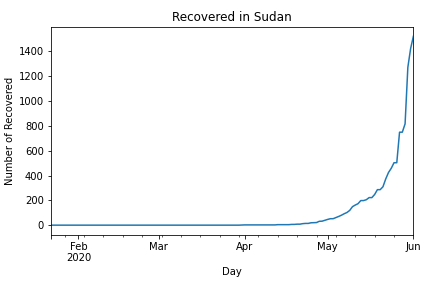 Recovered in Sudan
Number of Recovered
1400
1200
1000
800
600
400
200
0
Feb
2020
Mar
Apr
May
Jun
Day